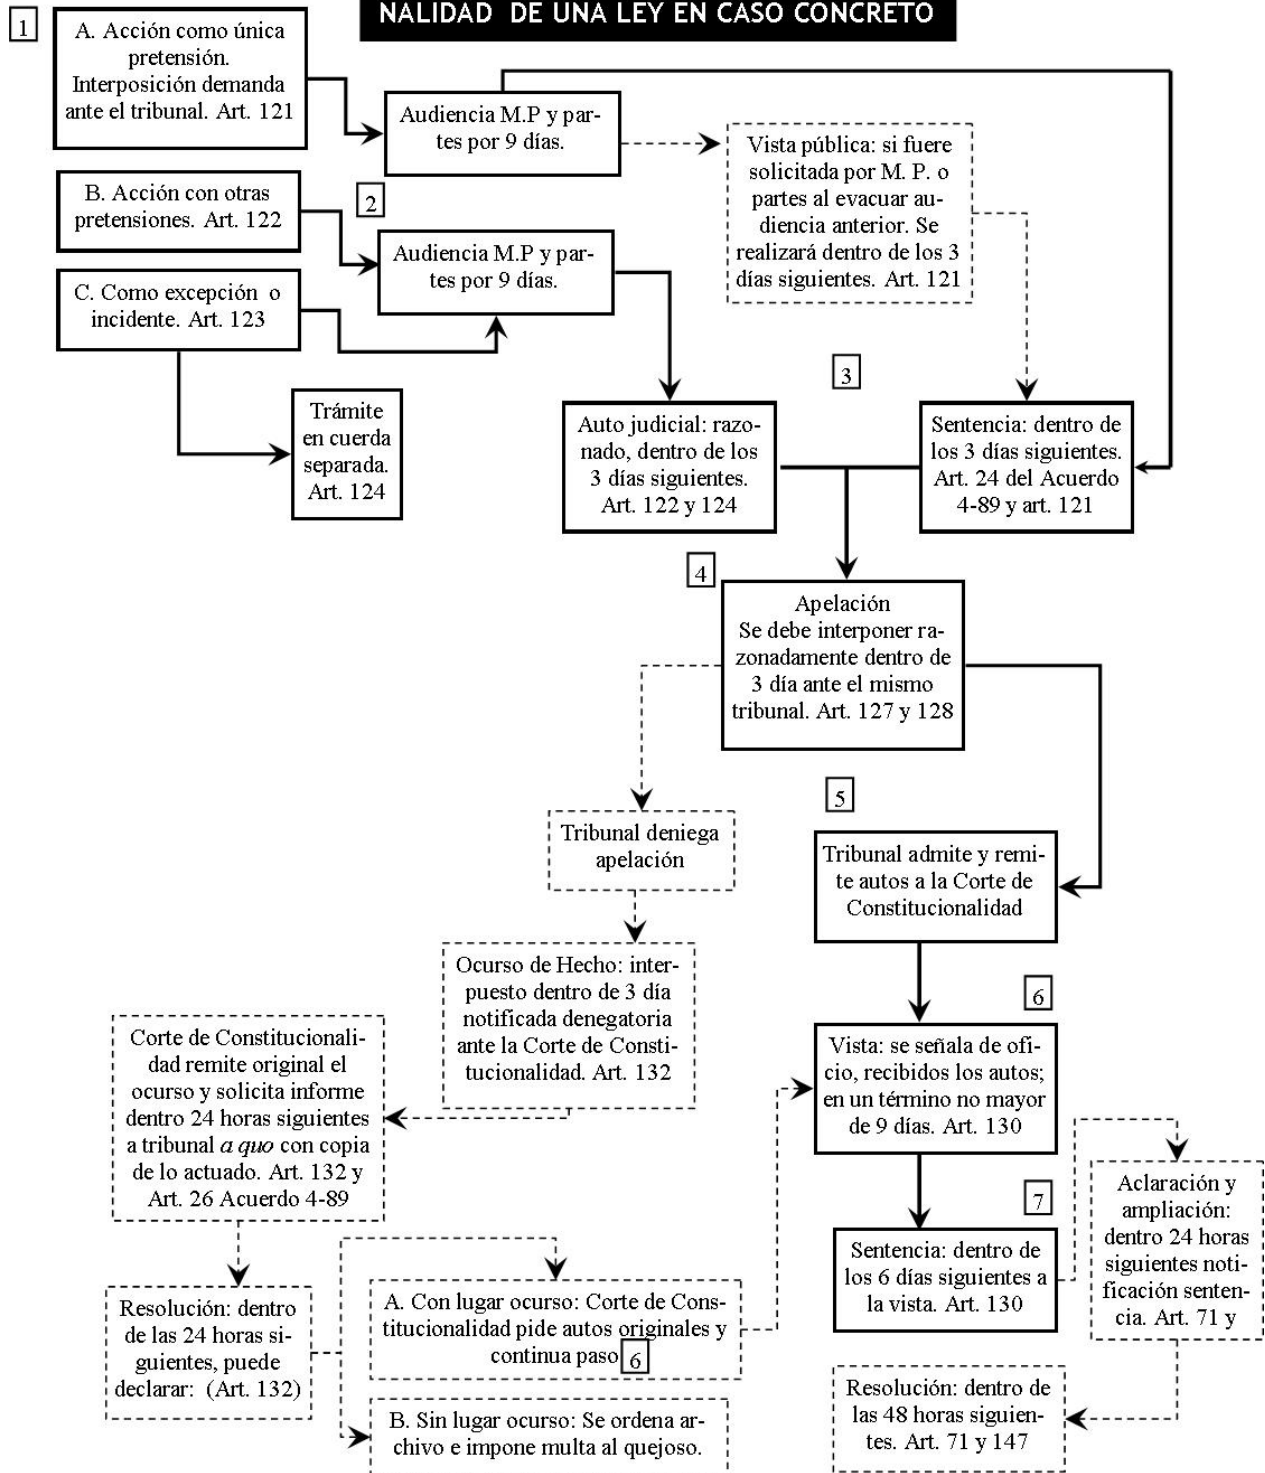 NALIDAD DE UNA LEY EN CASO CONCRETO
1
A. Acción como única
pretensión.
Interposición demanda
ante el tribunal. Art. 121
Audiencia M.P y par-
tes por 9 días.
Vista pública: si fuere
solicitada por M. P. o
partes al evacuar au-
diencia anterior. Se
realizará dentro de los 3
días siguientes. Art. 121
B. Acción con otras
pretensiones. Art. 122
2
Audiencia M.P y par-
tes por 9 días.
C. Como excepción o
incidente. Art. 123
Trámite
en cuerda
separada.
Art. 124
3
Auto judicial: razo-
nado, dentro de los
3 días siguientes.
Art. 122 y 124
Sentencia: dentro de
los 3 días siguientes.
Art. 24 del Acuerdo
4-89 y art. 121
4
Apelación
Se debe interponer ra-
zonadamente dentro de
3 día ante el mismo
tribunal. Art. 127 y 128
5
Tribunal deniega
apelación
Tribunal admite y remi-
te autos a la Corte de
Constitucionalidad
Ocurso de Hecho: inter-
puesto dentro de 3 día
notificada denegatoria
ante la Corte de Consti-
tucionalidad. Art. 132
6
Corte de Constitucionali-
dad remite original el
ocurso y solicita informe
dentro 24 horas siguientes
a tribunal a quo con copia
de lo actuado. Art. 132 y
Art. 26 Acuerdo 4-89
Vista: se señala de ofi-
cio, recibidos los autos;
en un término no mayor
de 9 días. Art. 130
7
Aclaración y
ampliación:
dentro 24 horas
siguientes noti-
ficación senten-
cia. Art. 71 y
Sentencia: dentro de
los 6 días siguientes a
la vista. Art. 130
Resolución: dentro
de las 24 horas si-
guientes, puede
declarar: (Art. 132)
A. Con lugar ocurso: Corte de Cons-
titucionalidad pide autos originales y
continua paso 6
B. Sin lugar ocurso: Se ordena ar-
chivo e impone multa al quejoso.
Resolución: dentro de
las 48 horas siguien-
tes. Art. 71 y 147